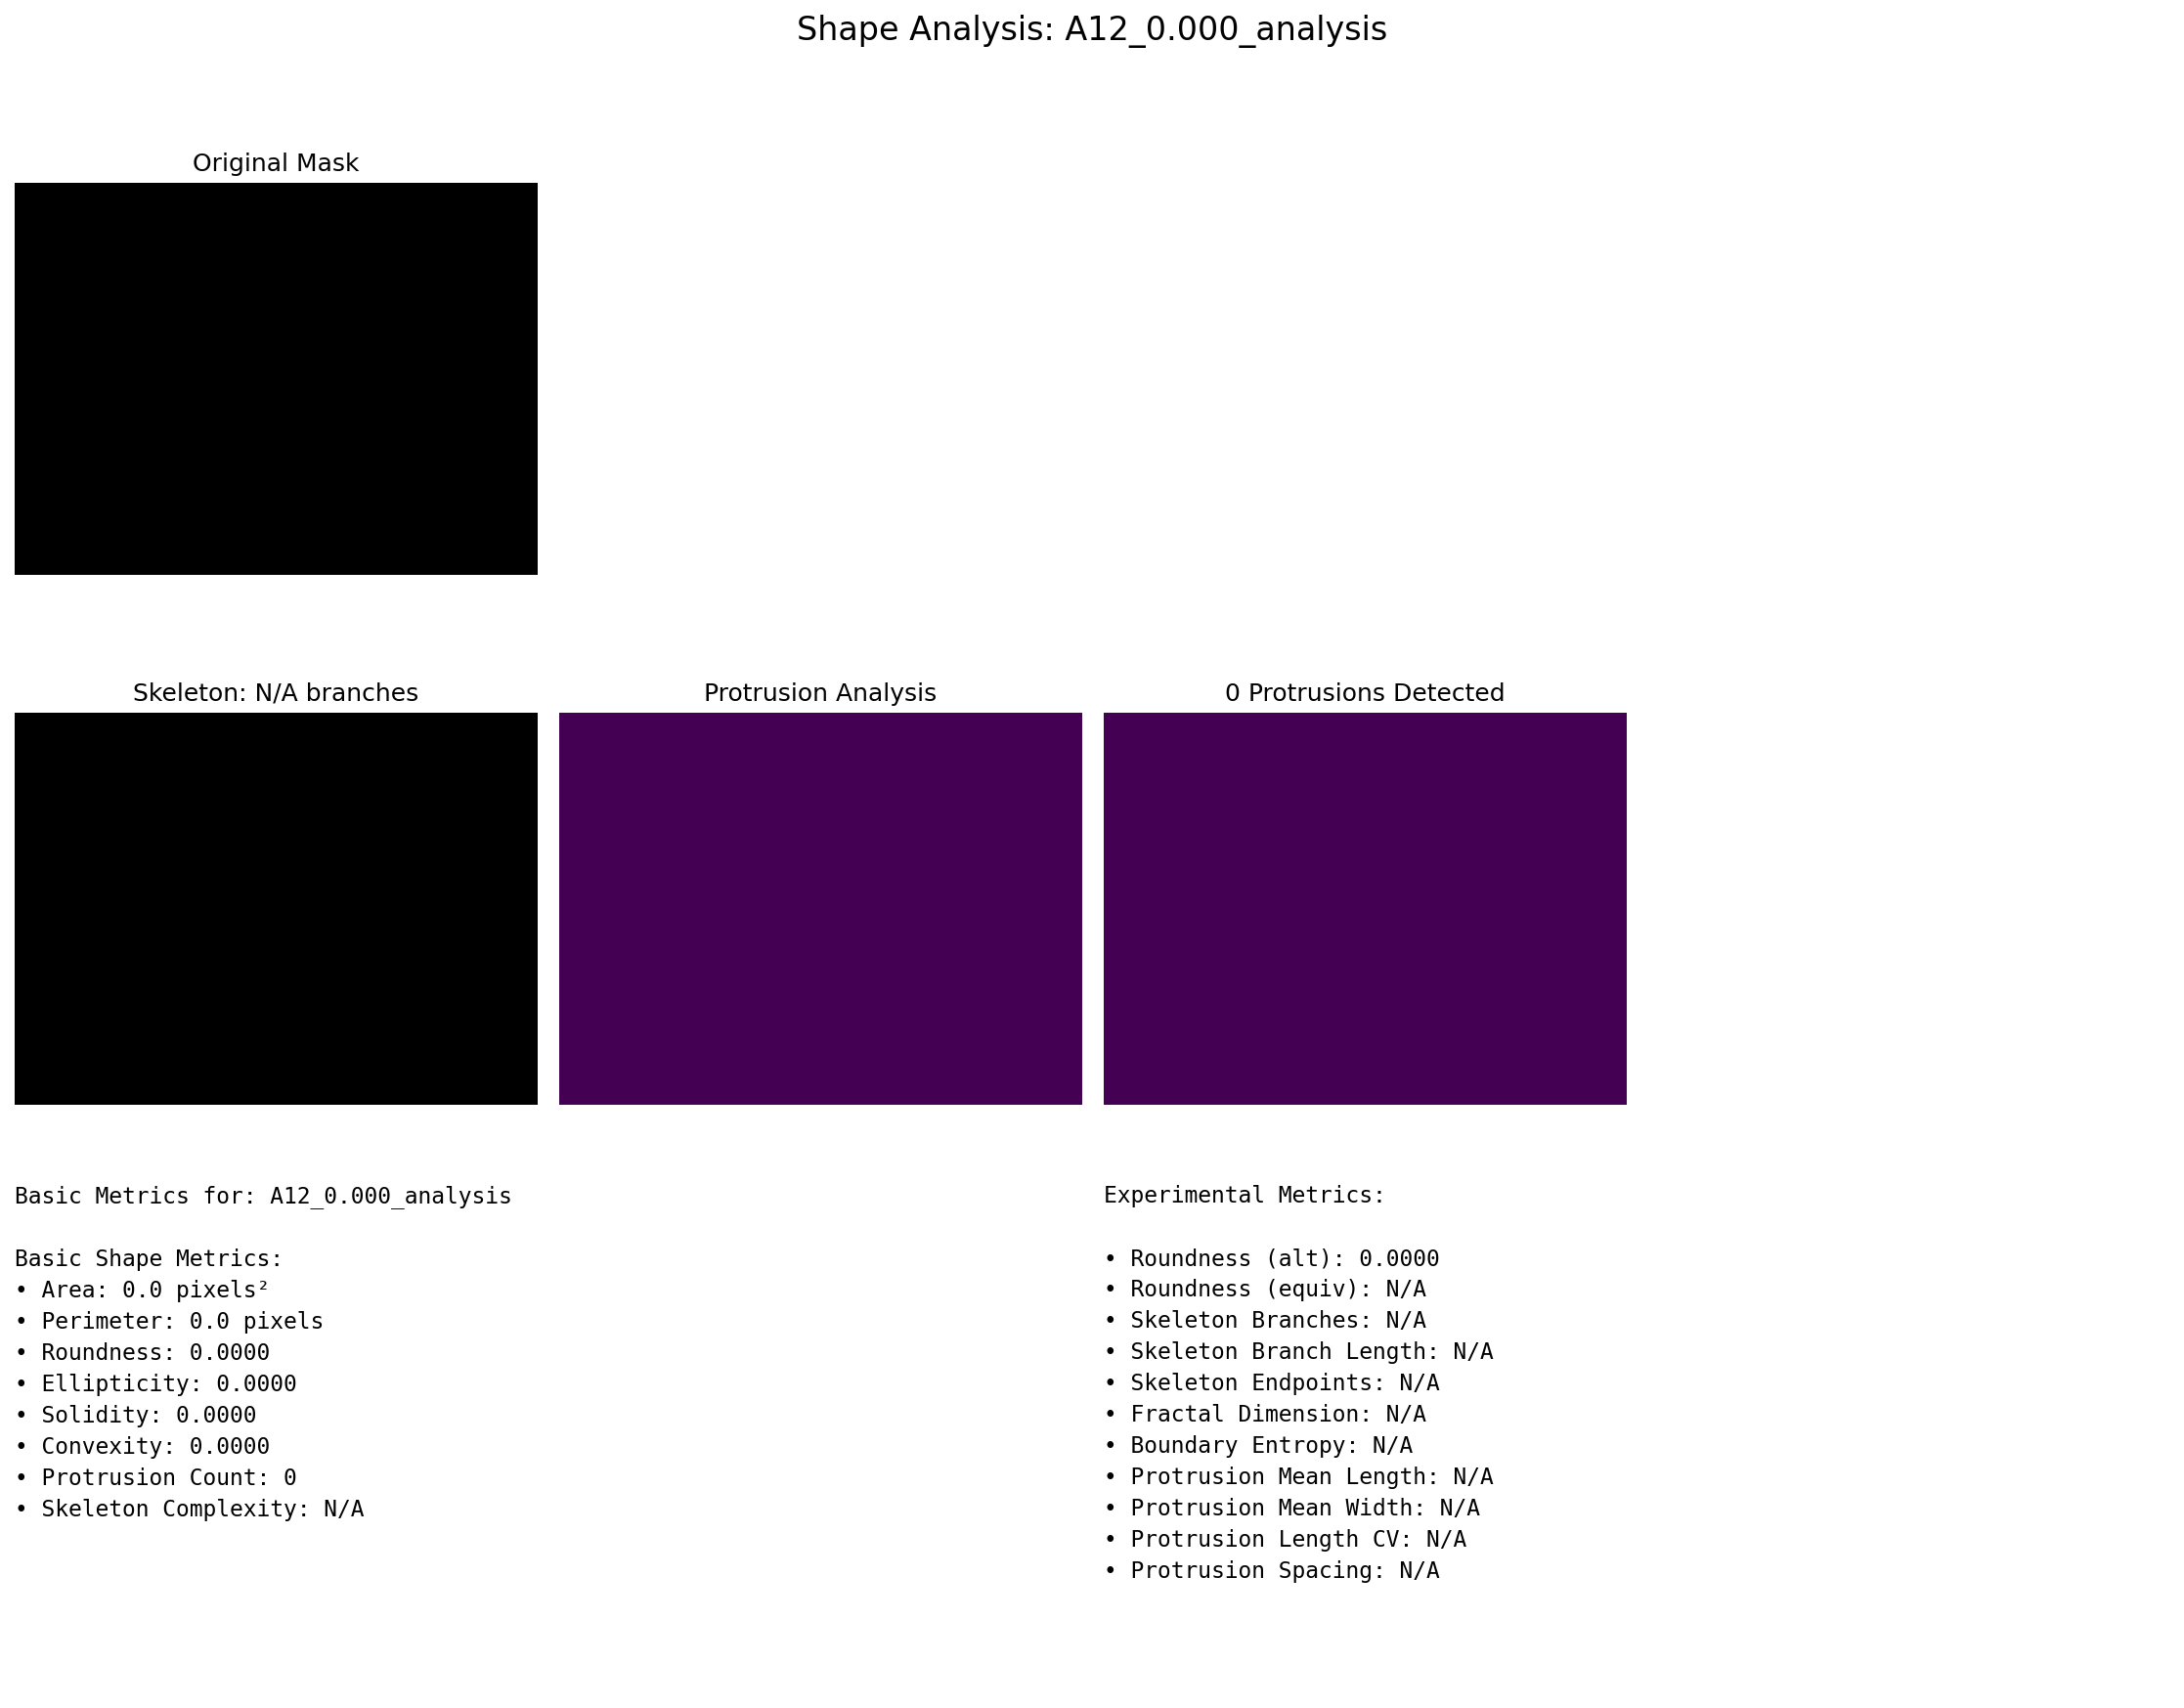 Shape Analysis: A12_0.000_analysis
Original Mask
Skeleton: N/A branches
Protrusion Analysis
0 Protrusions Detected
Basic Metrics for: A12_0.000_analysis
Basic Shape Metrics:
• Area: 0.0 pixels²
• Perimeter: 0.0 pixels
• Roundness: 0.0000
• Ellipticity: 0.0000
• Solidity: 0.0000
• Convexity: 0.0000
• Protrusion Count: 0
• Skeleton Complexity: N/A
Experimental Metrics:
• Roundness (alt): 0.0000
• Roundness (equiv): N/A
• Skeleton Branches: N/A
• Skeleton Branch Length: N/A
• Skeleton Endpoints: N/A
• Fractal Dimension: N/A
• Boundary Entropy: N/A
• Protrusion Mean Length: N/A
• Protrusion Mean Width: N/A
• Protrusion Length CV: N/A
• Protrusion Spacing: N/A